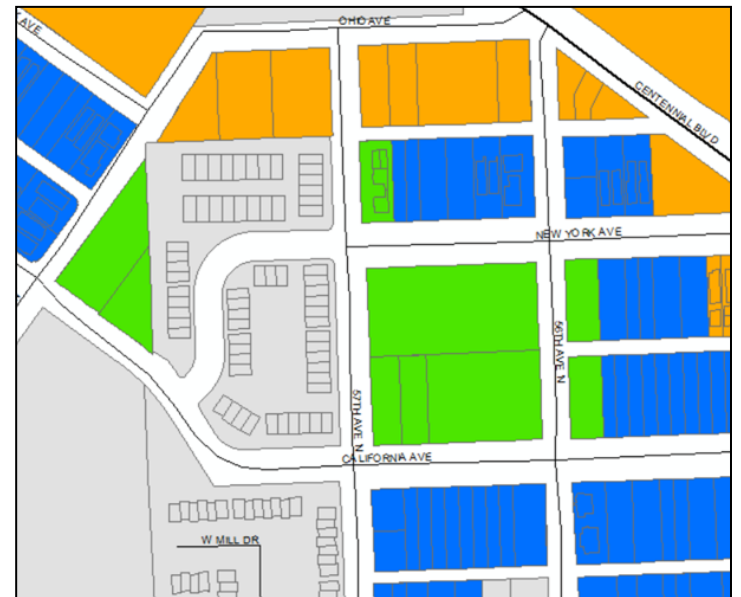 OHIO AVE
AVE
CENTENNIAL BLVD
NEW YORK AVE
56TH AVE N
57TH AVE N
CALIFORNIA AVE
W MILL DR